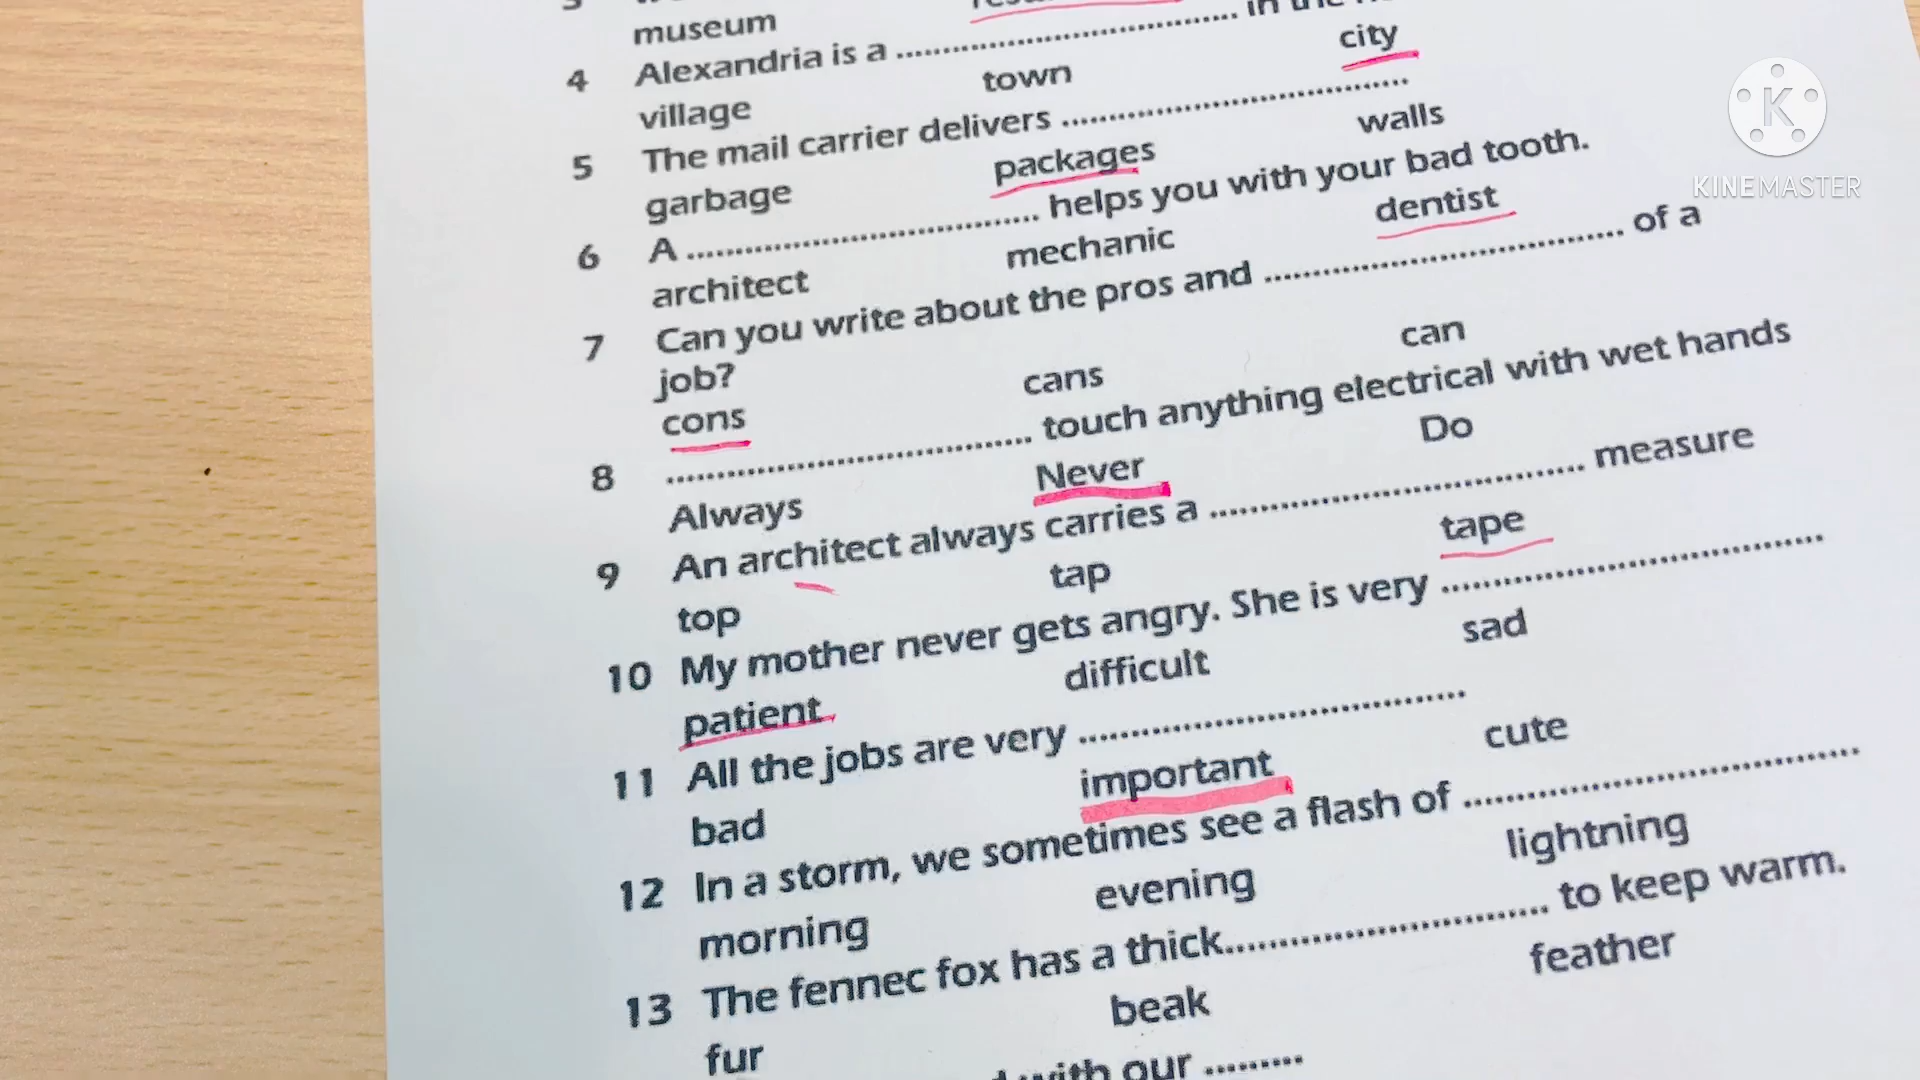 museum
4 Alexandria is a .......... in the
village town city
5 The mail carrier delivers ..........
garbage packages walls
6 A .......... helps you with your bad tooth.
architect mechanic dentist
7 Can you write about the pros and .......... of a
job?
cons cans can
8 .......... touch anything electrical with wet hands
Always Never Do
9 An architect always carries a .......... measure
top tap tape
10 My mother never gets angry. She is very ..........
patient difficult sad
11 All the jobs are very ..........
bad important cute
12 In a storm, we sometimes see a flash of ..........
morning evening lightning
13 The fennec fox has a thick.......... to keep warm.
fur beak feather
with our ..........
K
KINEMASTER